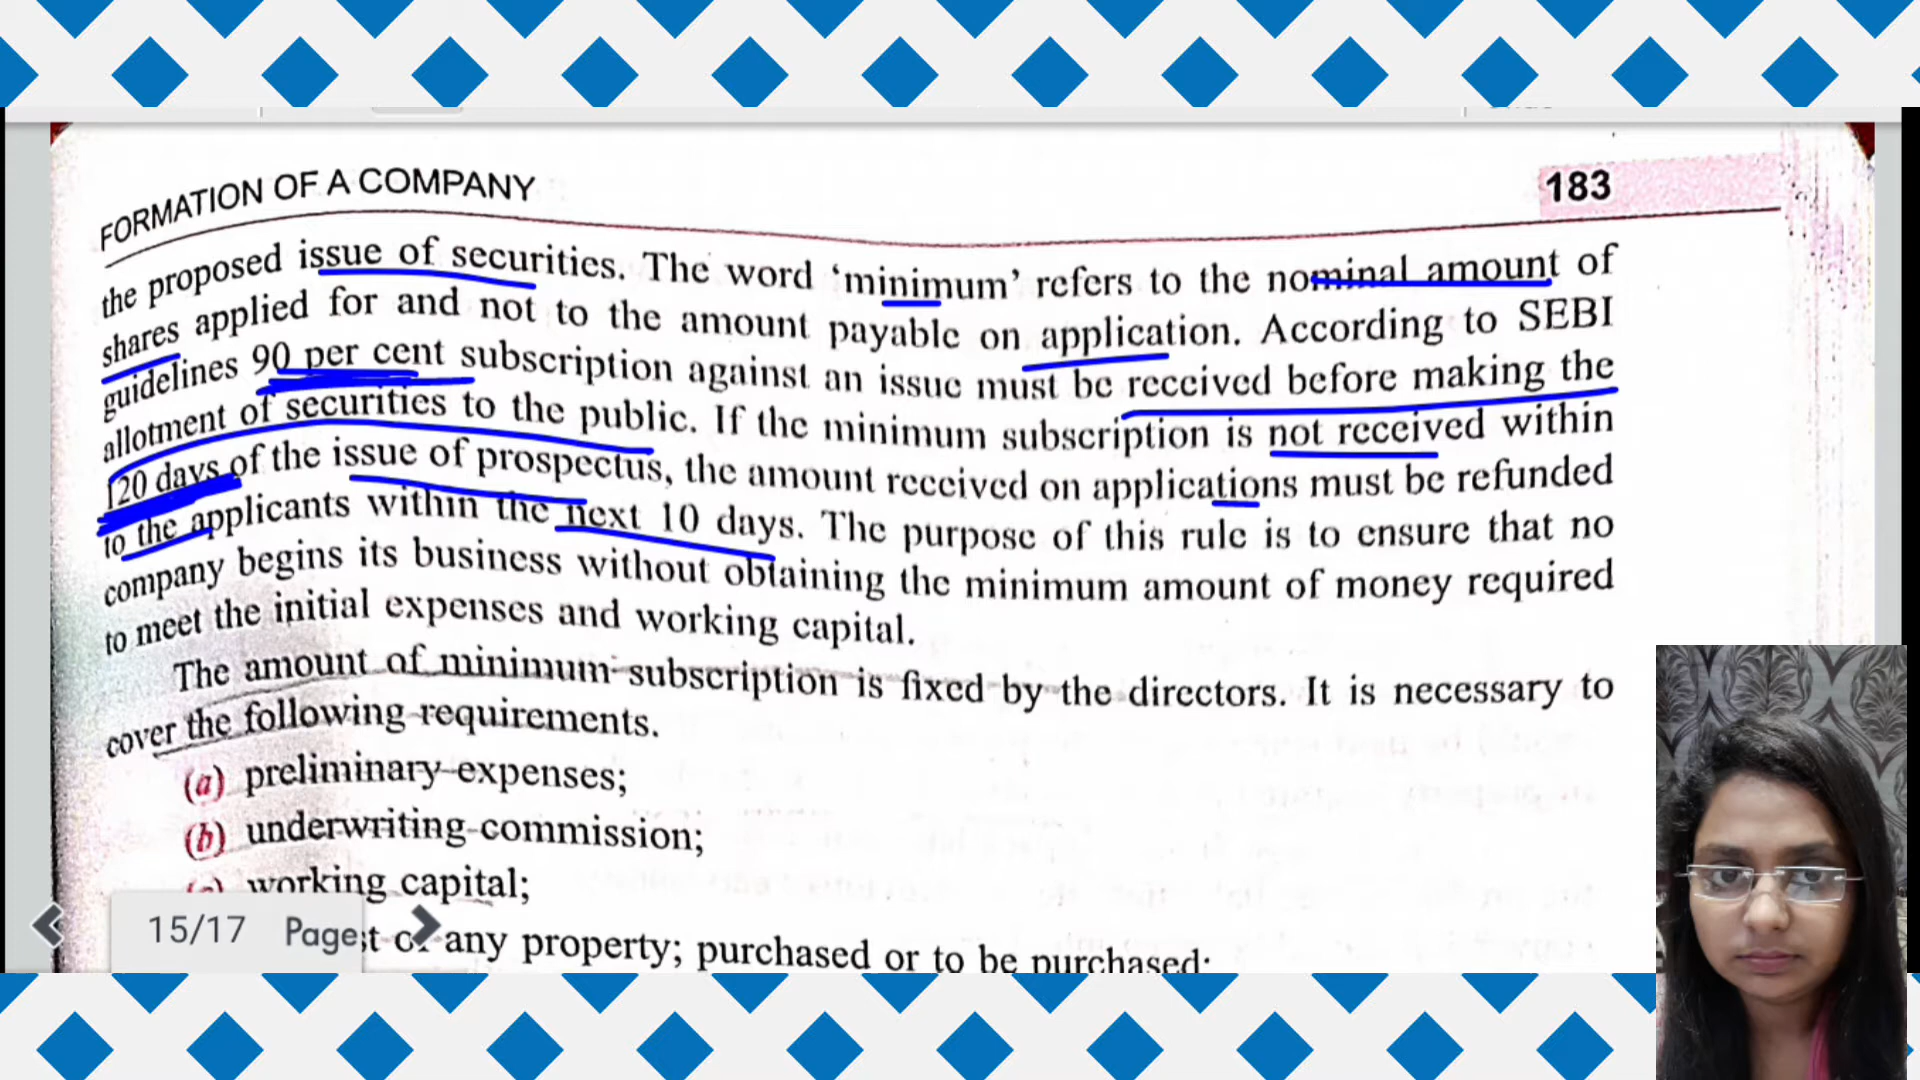 FORMATION OF A COMPANY
183
the proposed issue of securities. The word ‘minimum’ refers to the nominal amount of
shares applied for and not to the amount payable on application. According to SEBI
guidelines 90 per cent subscription against an issue must be received before making the
allotment of securities to the public. If the minimum subscription is not received within
120 days of the issue of prospectus, the amount received on applications must be refunded
to the applicants within the next 10 days. The purpose of this rule is to ensure that no
company begins its business without obtaining the minimum amount of money required
to meet the initial expenses and working capital.
The amount of minimum subscription is fixed by the directors. It is necessary to
cover the following requirements.
(a) preliminary expenses;
(b) underwriting commission;
working capital;
any property; purchased or to be purchased;
15/17 Page